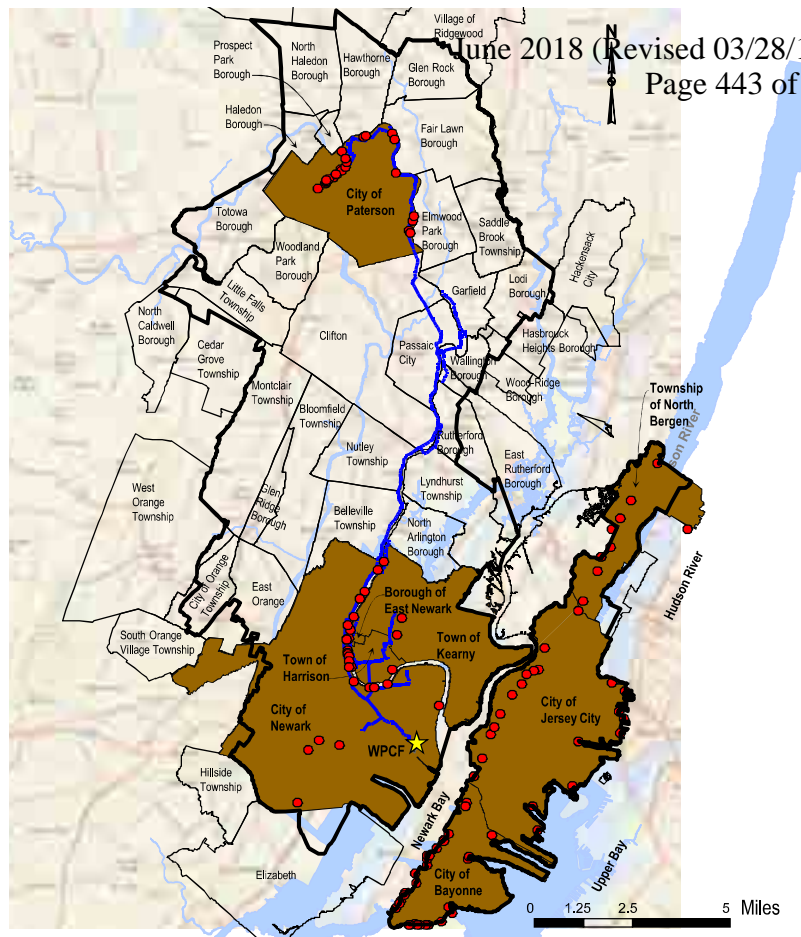 Village of
Ridgewood
June 2018 (Revised 03/28/1
Page 443 of
Prospect
Park
Borough
North
Haledon
Borough
Hawthorne
Borough
Glen Rock
Borough
Haledon
Borough
Fair Lawn
Borough
City of
Paterson
Totowa
Borough
Elmwood
Park
Borough
Saddle
Brook
Township
Woodland
Park
Borough
Hackensack
City
Little Falls
Township
Garfield
Lodi
Borough
North
Caldwell
Borough
Cedar
Grove
Township
Clifton
Passaic
City
Hasbrouck
Heights Borough
Wallington
Borough
Wood-Ridge
Borough
Montclair
Township
Bloomfield
Township
Township
of North
Bergen
Nutley
Township
Rutherford
Borough
East
Rutherford
Borough
son River
West
Orange
Township
Glen
Ridge
Borough
Lyndhurst
Township
Belleville
Township
North
Arlington
Borough
City of Orange
Township
East
Orange
Borough of
East Newark
Hudson River
South Orange
Village Township
Town of
Harrison
Town of
Kearny
City of
Newark
City of
Jersey City
WPCF
Hillside
Township
Newark Bay
Elizabeth
City of
Bayonne
Upper Bay
0 1.25 2.5 5 Miles